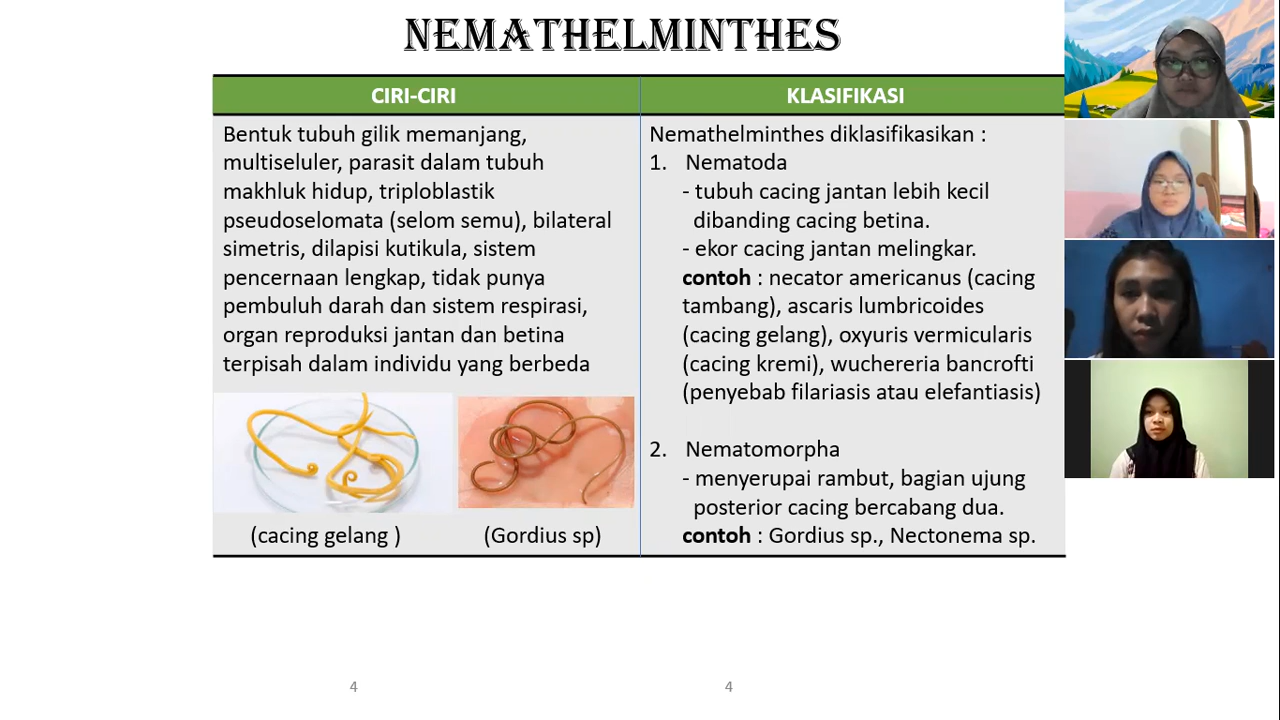 NEMATHELMINTHES
CIRI-CIRI
Bentuk tubuh gilik memanjang,
multiseluler, parasit dalam tubuh
makhluk hidup, triploblastik
pseudoselomata (selom semu), bilateral
simetris, dilapisi kutikula, sistem
pencernaan lengkap, tidak punya
pembuluh darah dan sistem respirasi,
organ reproduksi jantan dan betina
terpisah dalam individu yang berbeda
(cacing gelang )
(Gordius sp)
KLASIFIKASI
Nemathelminthes diklasifikasikan :
1. Nematoda
- tubuh cacing jantan lebih kecil
dibanding cacing betina.
- ekor cacing jantan melingkar.
contoh : necator americanus (cacing
tambang), ascaris lumbricoides
(cacing gelang), oxyuris vermicularis
(cacing kremi), wuchereria bancrofti
(penyebab filariasis atau elefantiasis)
2. Nematomorpha
- menyerupai rambut, bagian ujung
posterior cacing bercabang dua.
contoh : Gordius sp., Nectonema sp.
4
4